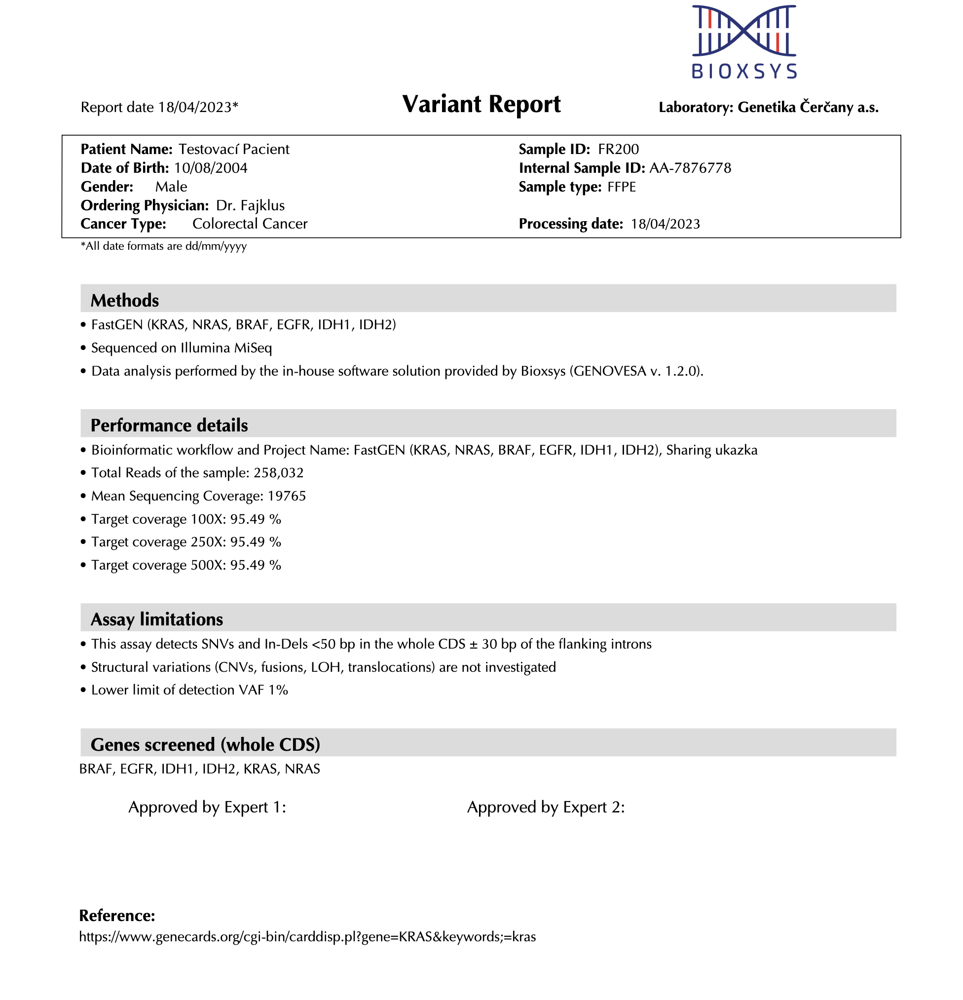 BIOXSYS
Report date 18/04/2023*
Variant Report
Laboratory: Genetika Čerčany a.s.
Patient Name: Testovací Pacient
Sample ID: FR200
Date of Birth: 10/08/2004
Internal Sample ID: AA-7876778
Gender: Male
Sample type: FFPE
Ordering Physician: Dr. Fajklus
Cancer Type: Colorectal Cancer
Processing date: 18/04/2023
*All date formats are dd/mm/yyyy
Methods
• FastGEN (KRAS, NRAS, BRAF, EGFR, IDH1, IDH2)
• Sequenced on Illumina MiSeq
• Data analysis performed by the in-house software solution provided by Bioxsys (GENOVESA v. 1.2.0).
Performance details
• Bioinformatic workflow and Project Name: FastGEN (KRAS, NRAS, BRAF, EGFR, IDH1, IDH2), Sharing ukazka
• Total Reads of the sample: 258,032
• Mean Sequencing Coverage: 19765
• Target coverage 100X: 95.49 %
• Target coverage 250X: 95.49 %
• Target coverage 500X: 95.49 %
Assay limitations
• This assay detects SNVs and In-Dels <50 bp in the whole CDS ± 30 bp of the flanking introns
• Structural variations (CNVs, fusions, LOH, translocations) are not investigated
• Lower limit of detection VAF 1%
Genes screened (whole CDS)
BRAF, EGFR, IDH1, IDH2, KRAS, NRAS
Approved by Expert 1:
Approved by Expert 2:
Reference:
https://www.genecards.org/cgi-bin/carddisp.pl?gene=KRAS&keywords;=kras